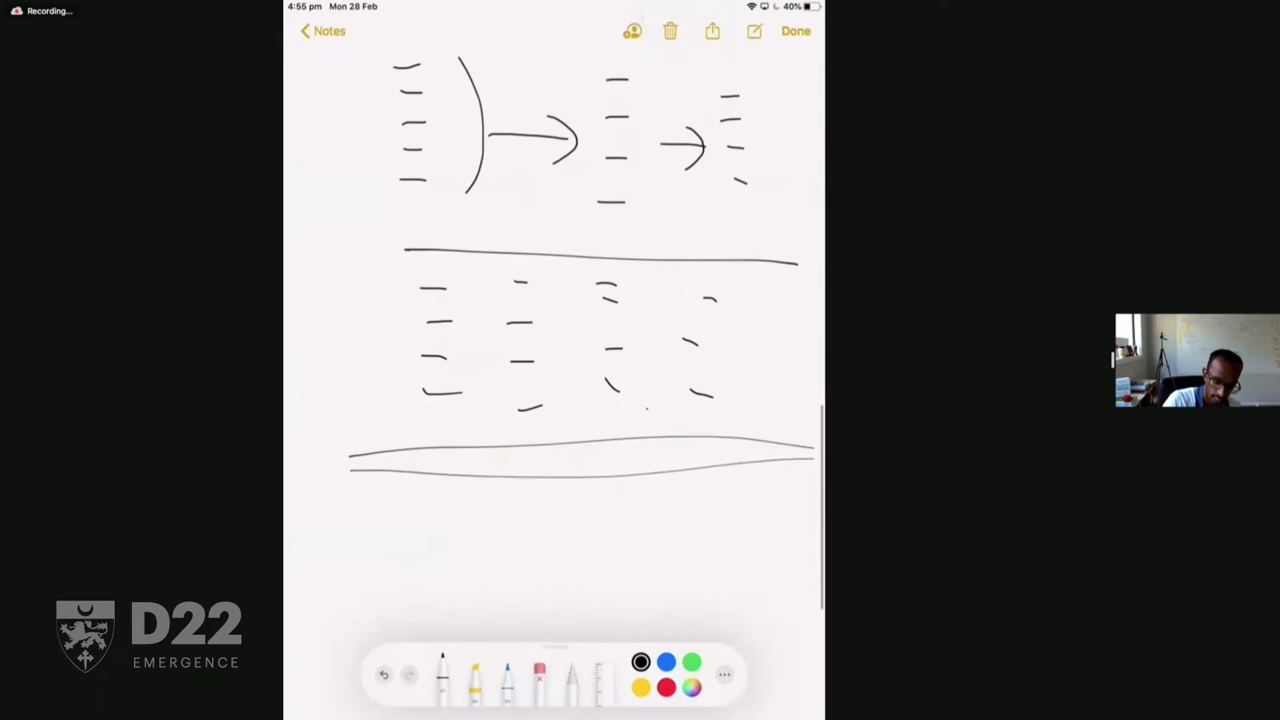 Recording...
4:55 pm Mon 28 Feb
40%
Notes
Done
D22
EMERGENCE